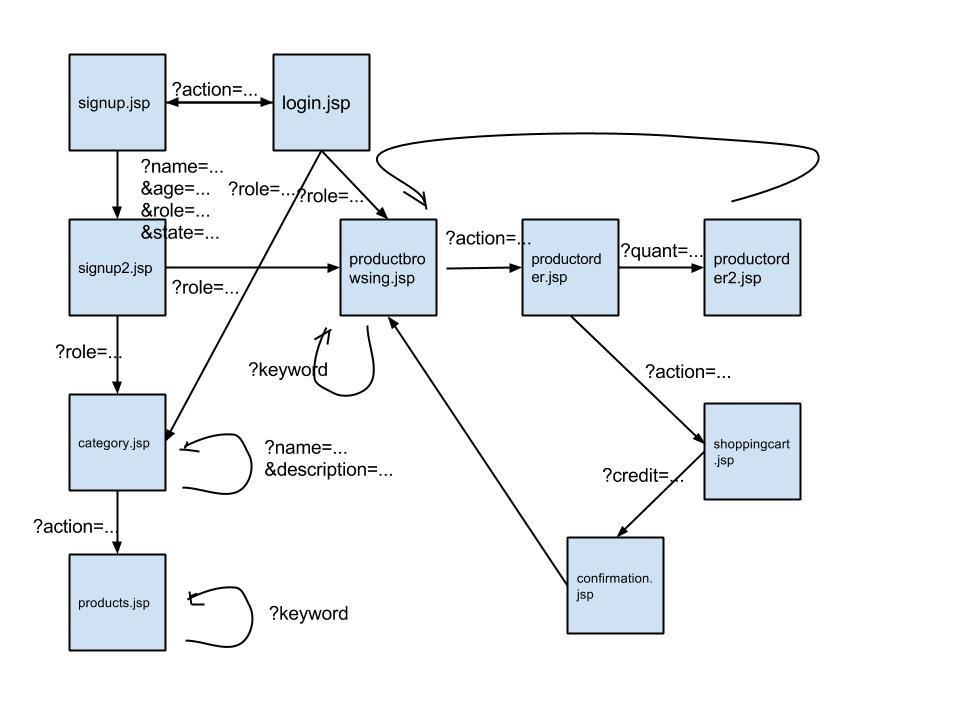 signup.jsp
?action=...
login.jsp
?name=...
&age=...
&role=...
&state=...
?role=...
?role=...
signup2.jsp
?role=...
productbro
wsing.jsp
?action=...
productord
er.jsp
?quant=...
productord
er2.jsp
?role=...
?keyword
?action=...
category.jsp
?name=...
&description=...
shoppingcart
.jsp
?credit=...
?action=...
products.jsp
?keyword
confirmation.
jsp